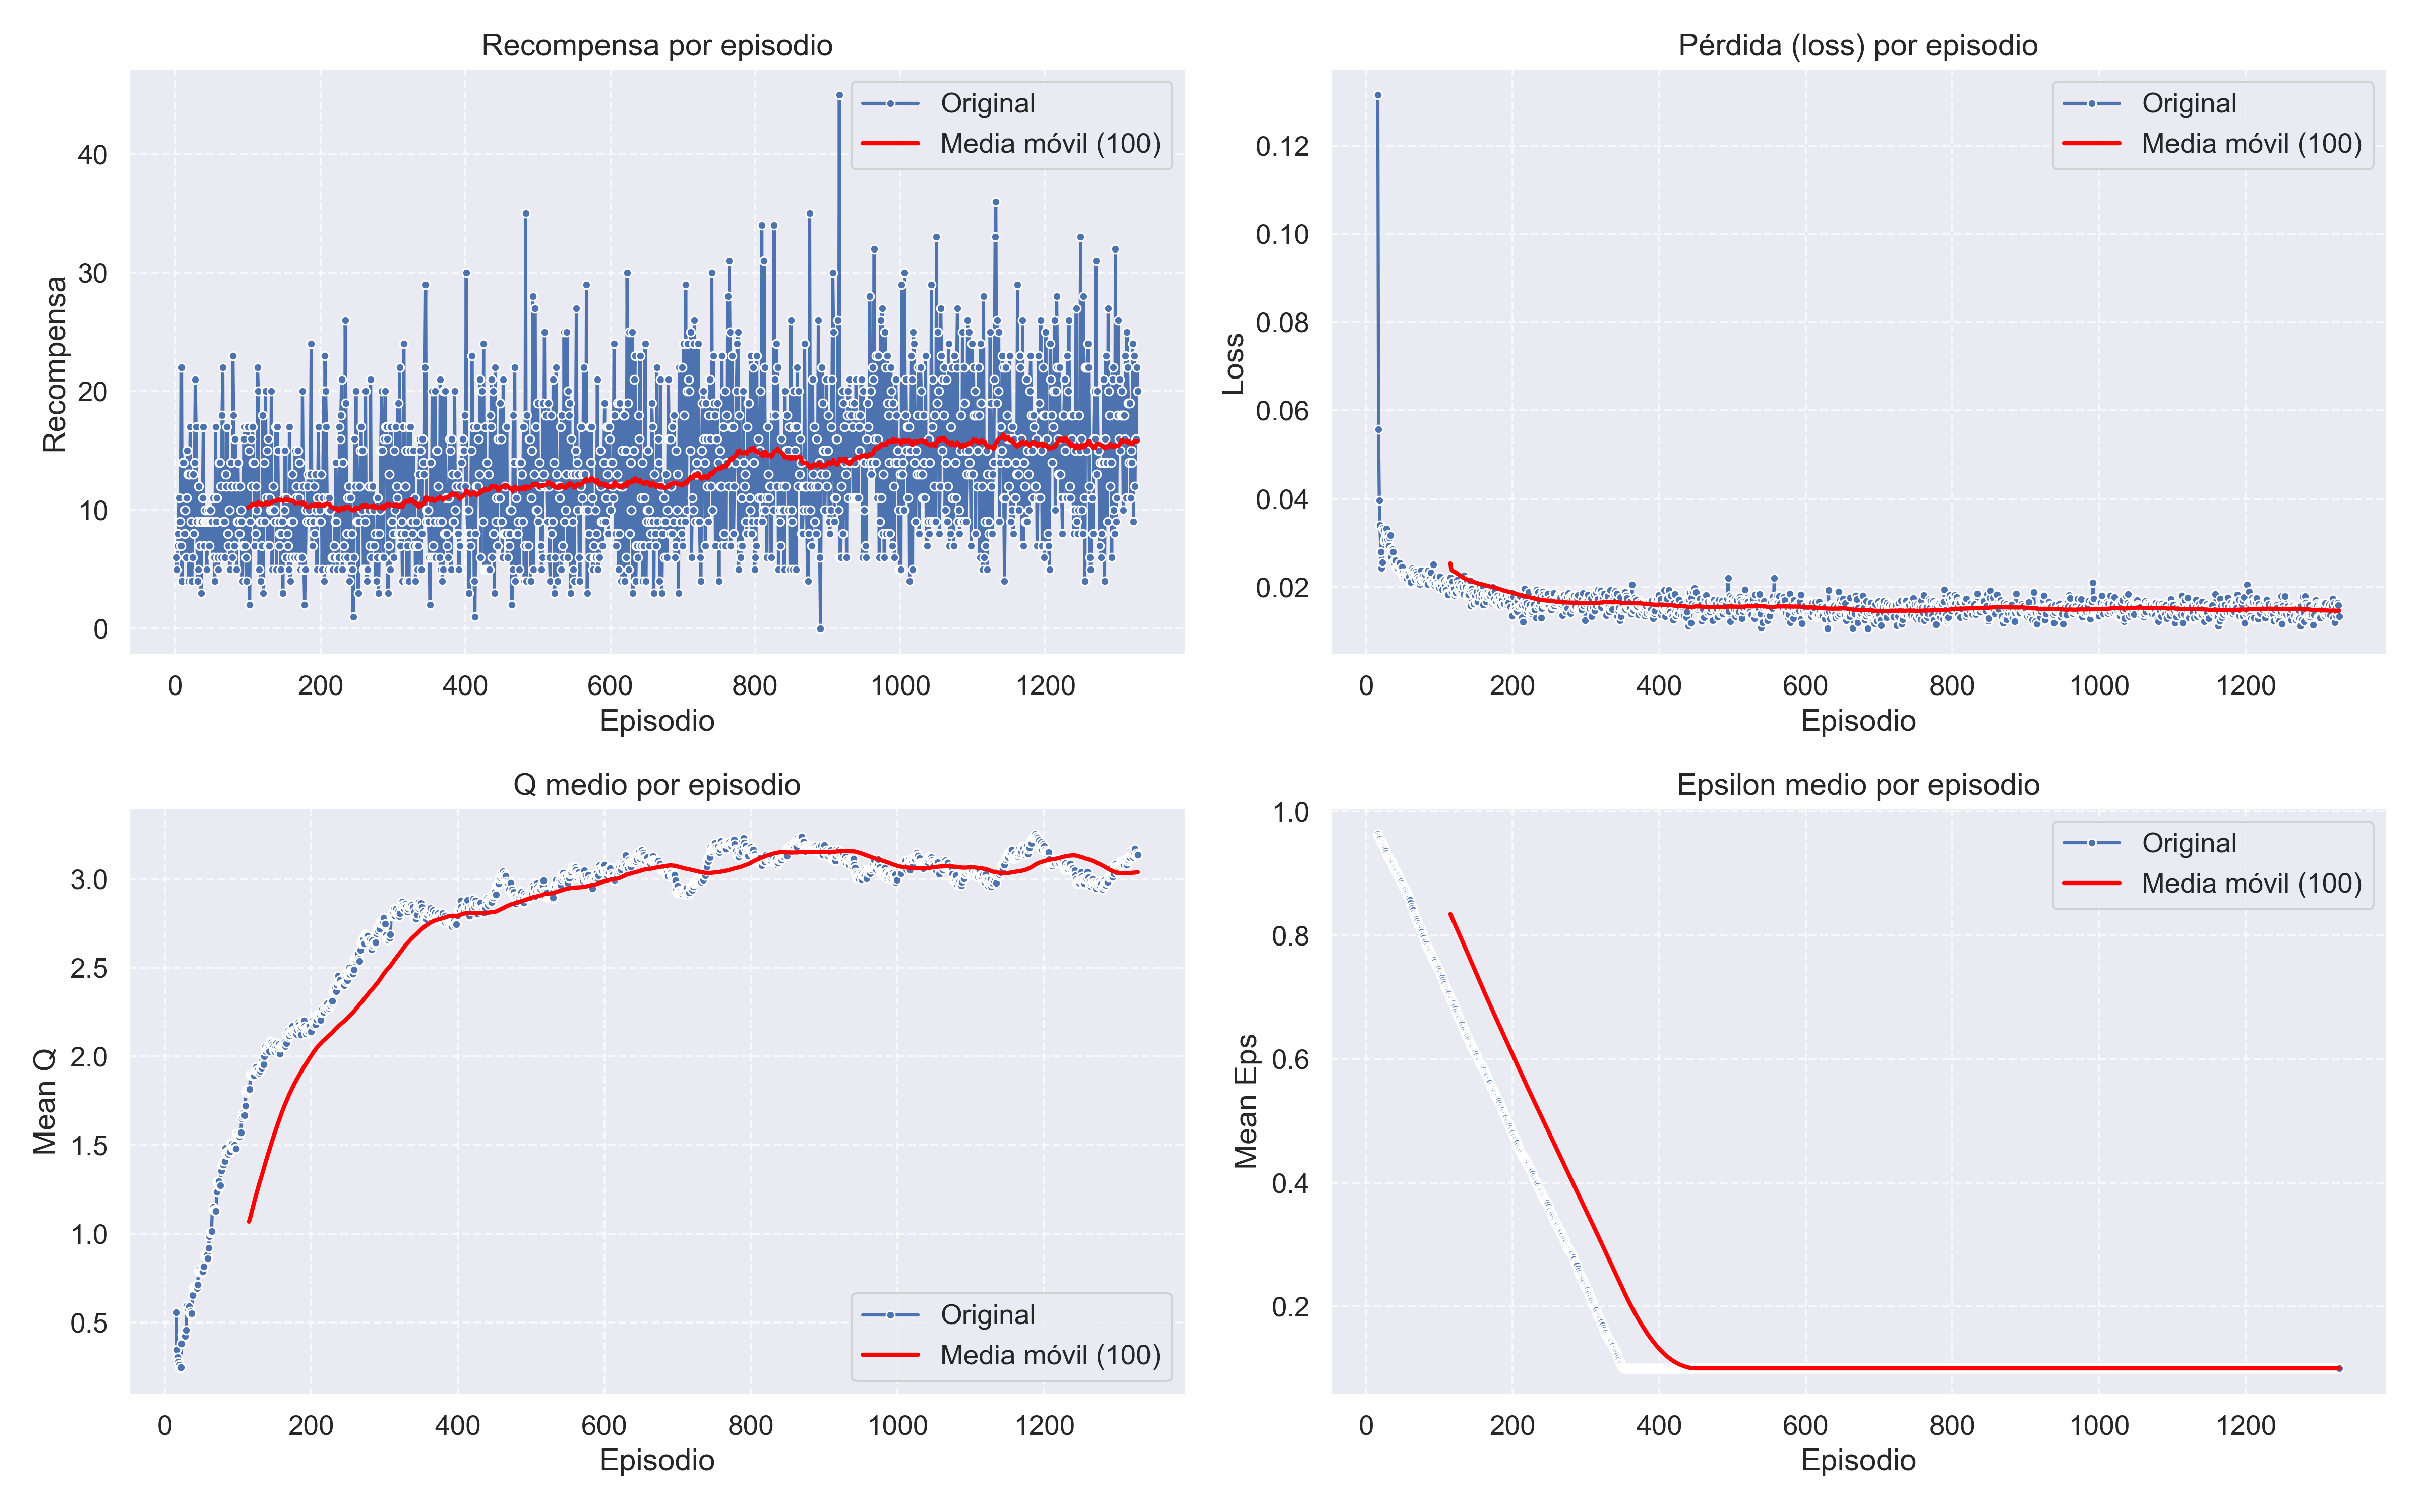 Recompensa por episodio
Recompensa
40
30
20
10
0
Original
Media móvil (100)
0 200 400 600 800 1000 1200
Episodio
Pérdida (loss) por episodio
Loss
0.12
0.10
0.08
0.06
0.04
0.02
Original
Media móvil (100)
0 200 400 600 800 1000 1200
Episodio
Q medio por episodio
Mean Q
3.0
2.5
2.0
1.5
1.0
0.5
Original
Media móvil (100)
0 200 400 600 800 1000 1200
Episodio
Epsilon medio por episodio
Mean Eps
1.0
0.8
0.6
0.4
0.2
Original
Media móvil (100)
0 200 400 600 800 1000 1200
Episodio